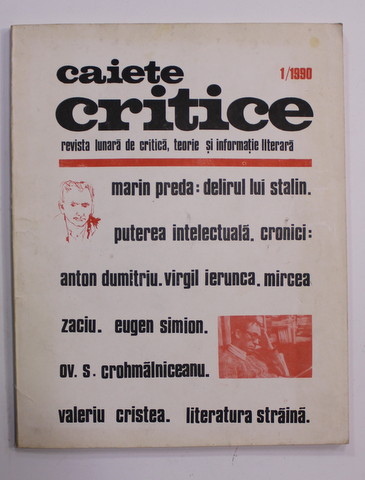 caiete
1/1990
critice
revista lunară de critică, teorie și informație literară
marin preda: delirul lui stalin.
puterea intelectuală. cronici:
anton dumitriu. virgil ierunca. mircea
zaciu. eugen simion.
ov. s. crohmălniceanu.
valeriu cristea. literatura străină.